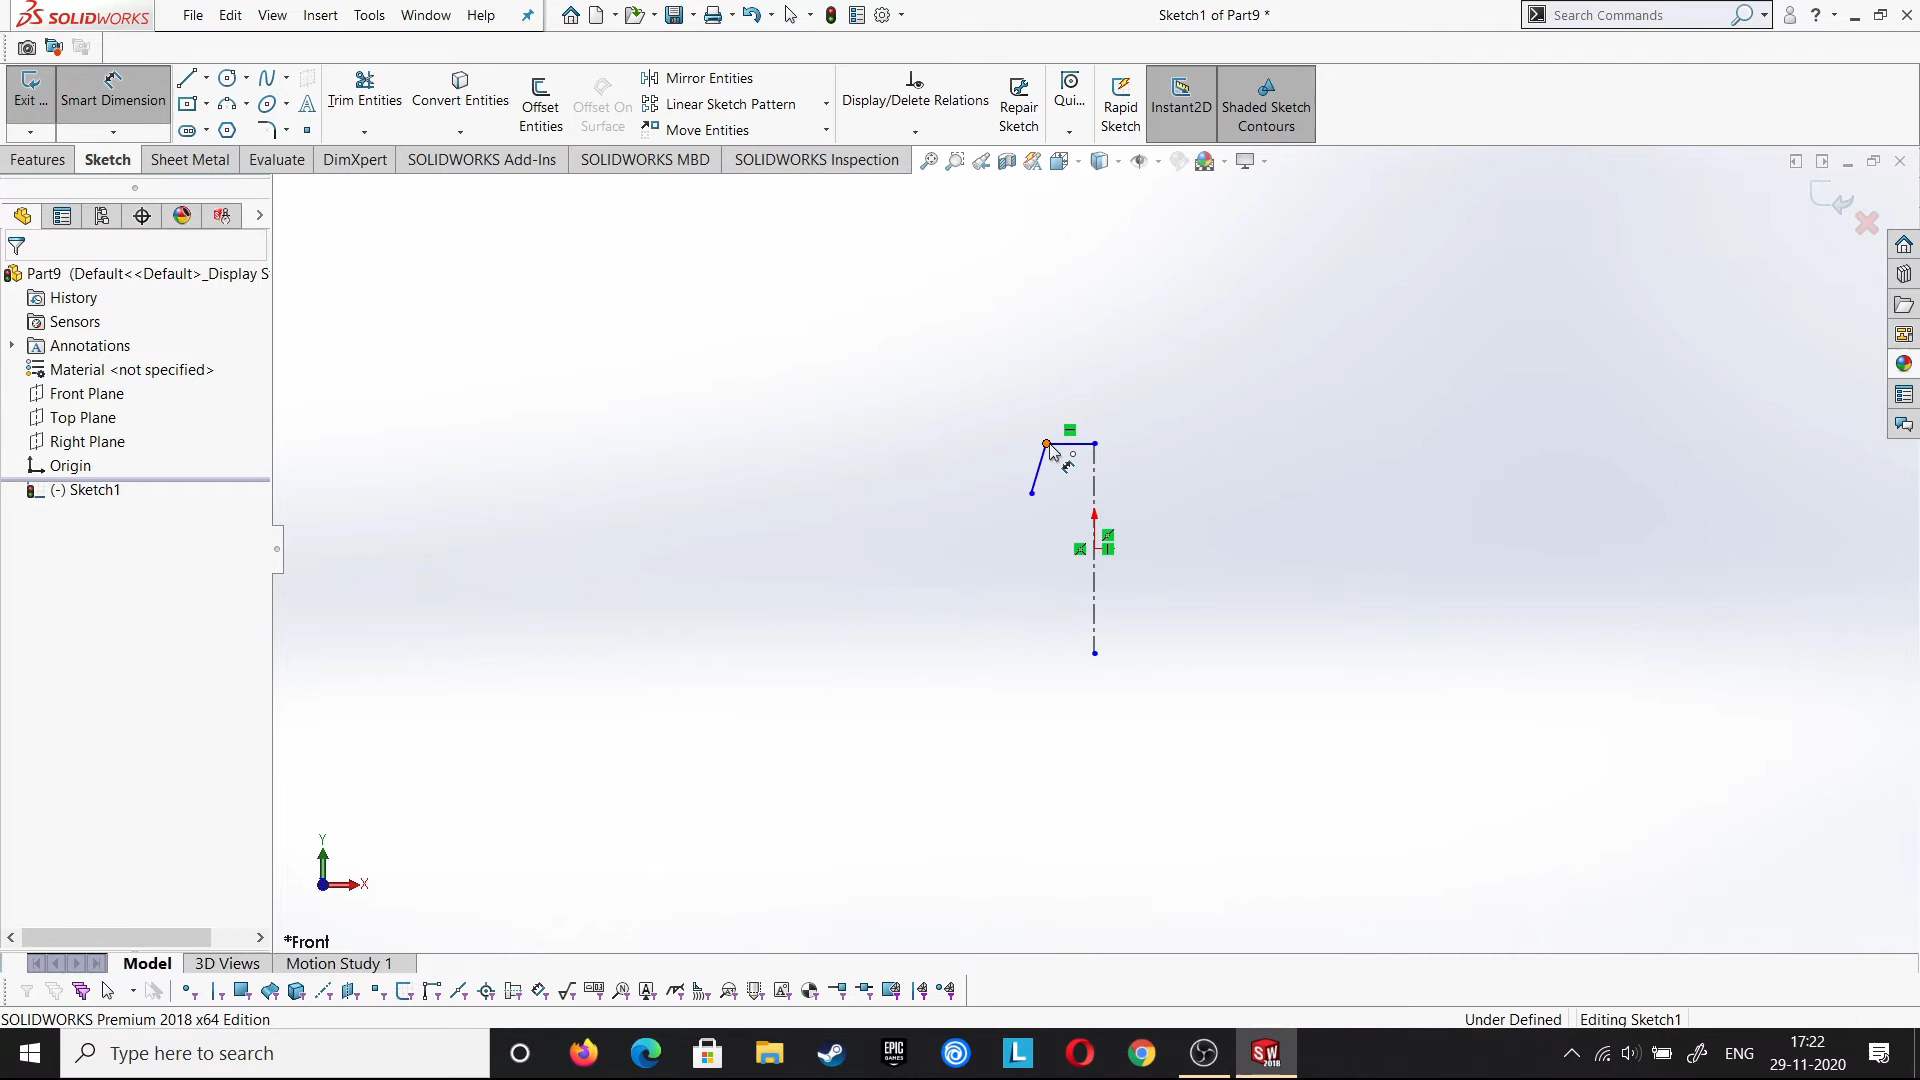 SOLIDWORKS
File Edit View Insert Tools Window Help
Sketch1 of Part9 *
Search Commands
Exit ...
Smart Dimension
Trim Entities
Convert Entities
Offset Entities
Offset On Surface
Mirror Entities
Linear Sketch Pattern
Move Entities
Display/Delete Relations
Repair Sketch
Qui...
Rapid Sketch
Instant2D
Shaded Sketch Contours
Features Sketch Sheet Metal Evaluate DimXpert SOLIDWORKS Add-Ins SOLIDWORKS MBD SOLIDWORKS Inspection
Part9 (Default<<Default>_Display S
History
Sensors
Annotations
Material <not specified>
Front Plane
Top Plane
Right Plane
Origin
(-) Sketch1
Y
X
*Front
Model 3D Views Motion Study 1
SOLIDWORKS Premium 2018 x64 Edition
Under Defined Editing Sketch1
Type here to search
EPIC GAMES
L
SW 2018
ENG
17:22
29-11-2020